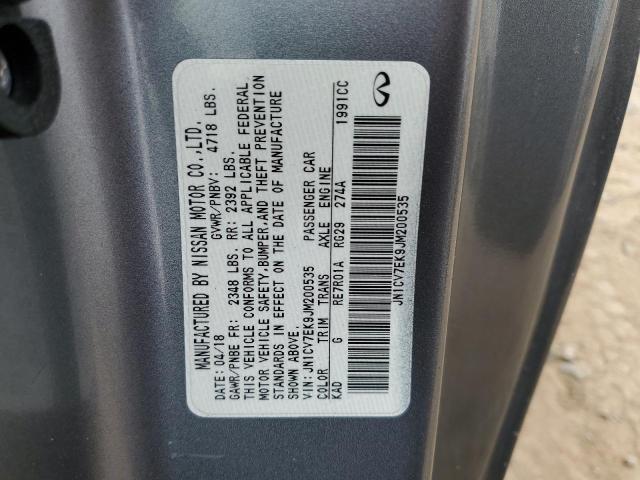 MANUFACTURED BY NISSAN MOTOR CO.,LTD.
DATE: 04/18 GVWR/PNBV: 4718 LBS.
GAWR/PNBE FR: 2348 LBS. RR: 2392 LBS.
THIS VEHICLE CONFORMS TO ALL APPLICABLE FEDERAL
MOTOR VEHICLE SAFETY,BUMPER,AND THEFT PREVENTION
STANDARDS IN EFFECT ON THE DATE OF MANUFACTURE
SHOWN ABOVE.
VIN: JN1CV7EK9JM200535 PASSENGER CAR
COLOR TRIM TRANS AXLE ENGINE
KAD G RE7R01A RG29 274A 1991CC
JN1CV7EK9JM200535